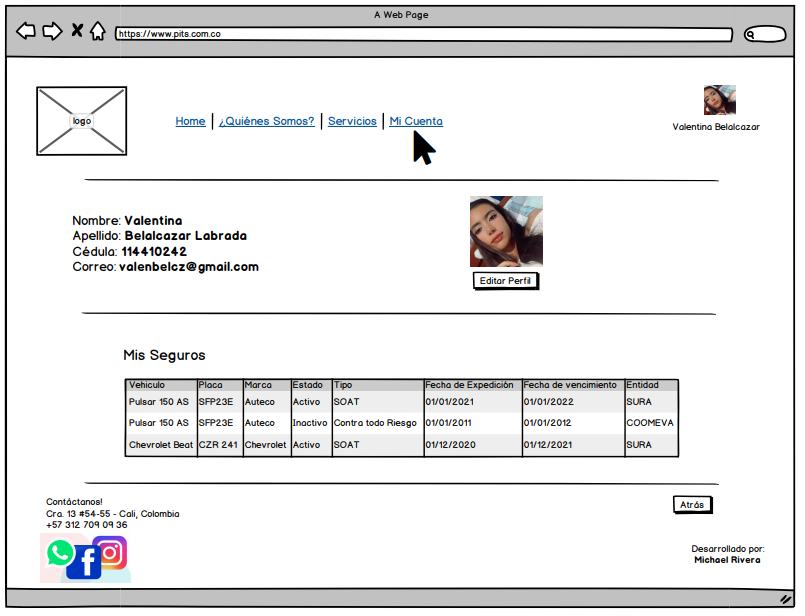 A Web Page
https://www.pits.com.co
logo
Home | ¿Quiénes Somos? | Servicios | Mi Cuenta
Valentina Belalcazar
Nombre: Valentina
Apellido: Belalcazar Labrada
Cédula: 114410242
Correo: valenbelcz@gmail.com
Editar Perfil
Mis Seguros
Vehiculo Placa Marca Estado Tipo Fecha de Expedición Fecha de vencimiento Entidad
Pulsar 150 AS SFP23E Auteco Activo SOAT 01/01/2021 01/01/2022 SURA
Pulsar 150 AS SFP23E Auteco Inactivo Contra todo Riesgo 01/01/2011 01/01/2012 COOMEVA
Chevrolet Beat CZR 241 Chevrolet Activo SOAT 01/12/2020 01/12/2021 SURA
Contáctanos!
Cra. 13 #54-55 - Cali, Colombia
+57 312 709 09 36
Atrás
Desarrollado por:
Michael Rivera